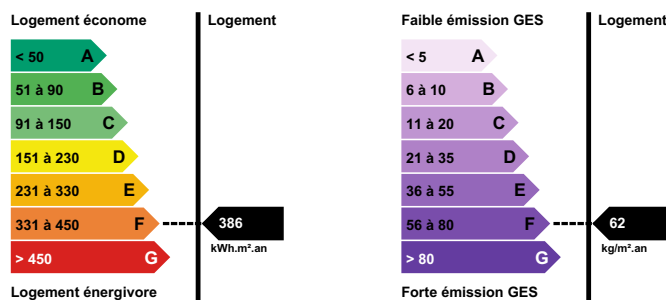 Logement économe
Logement
< 50 A
51 à 90 B
91 à 150 C
151 à 230 D
231 à 330 E
331 à 450 F
386
kWh.m².an
> 450 G
Logement énergivore
Faible émission GES
Logement
< 5 A
6 à 10 B
11 à 20 C
21 à 35 D
36 à 55 E
56 à 80 F
62
kg/m².an
> 80 G
Forte émission GES